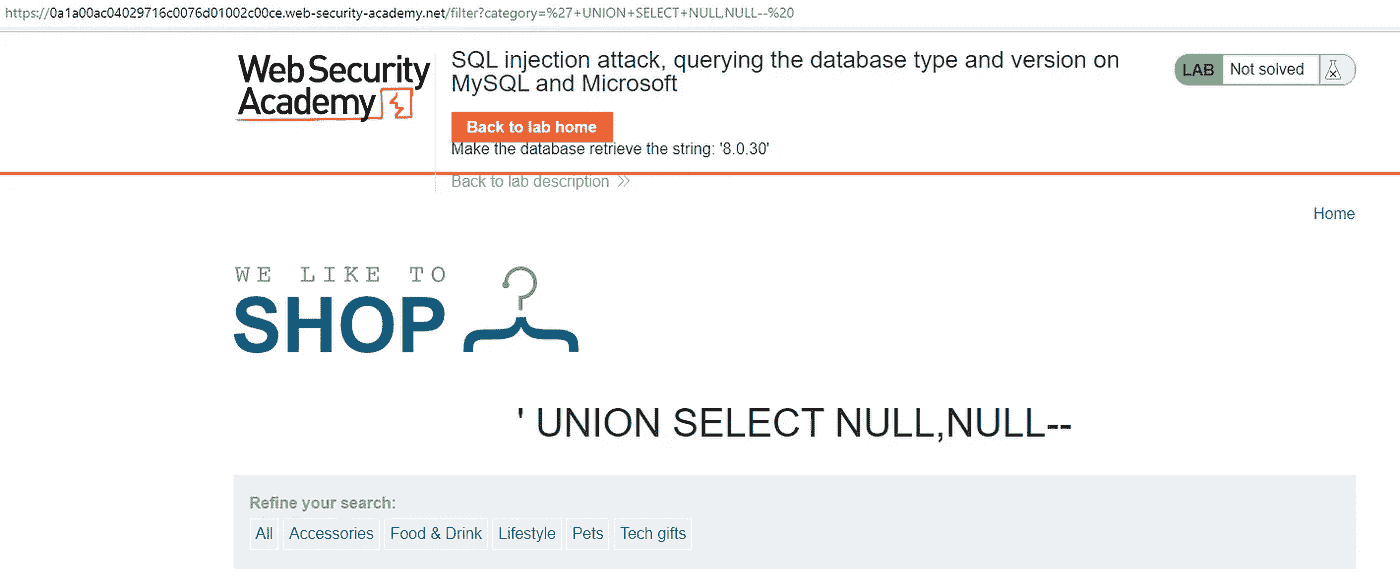 https://0a1a00ac04029716c0076d01002c00ce.web-security-academy.net/filter?category=%27+UNION+SELECT+NULL,NULL--%20
Web Security
Academy
SQL injection attack, querying the database type and version on
MySQL and Microsoft
LAB Not solved
Back to lab home
Make the database retrieve the string: '8.0.30'
Back to lab description
Home
WE LIKE TO
SHOP
' UNION SELECT NULL,NULL--
Refine your search:
All Accessories Food & Drink Lifestyle Pets Tech gifts